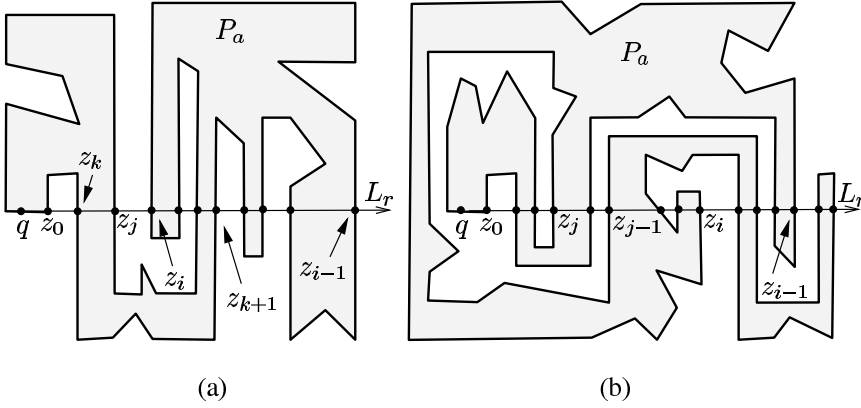 P_a P_a
z_k
L_r L_r
q z_0 z_j q z_0 z_j z_{j-1} z_i
z_i z_{i-1} z_{i-1}
z_{k+1}
(a) (b)